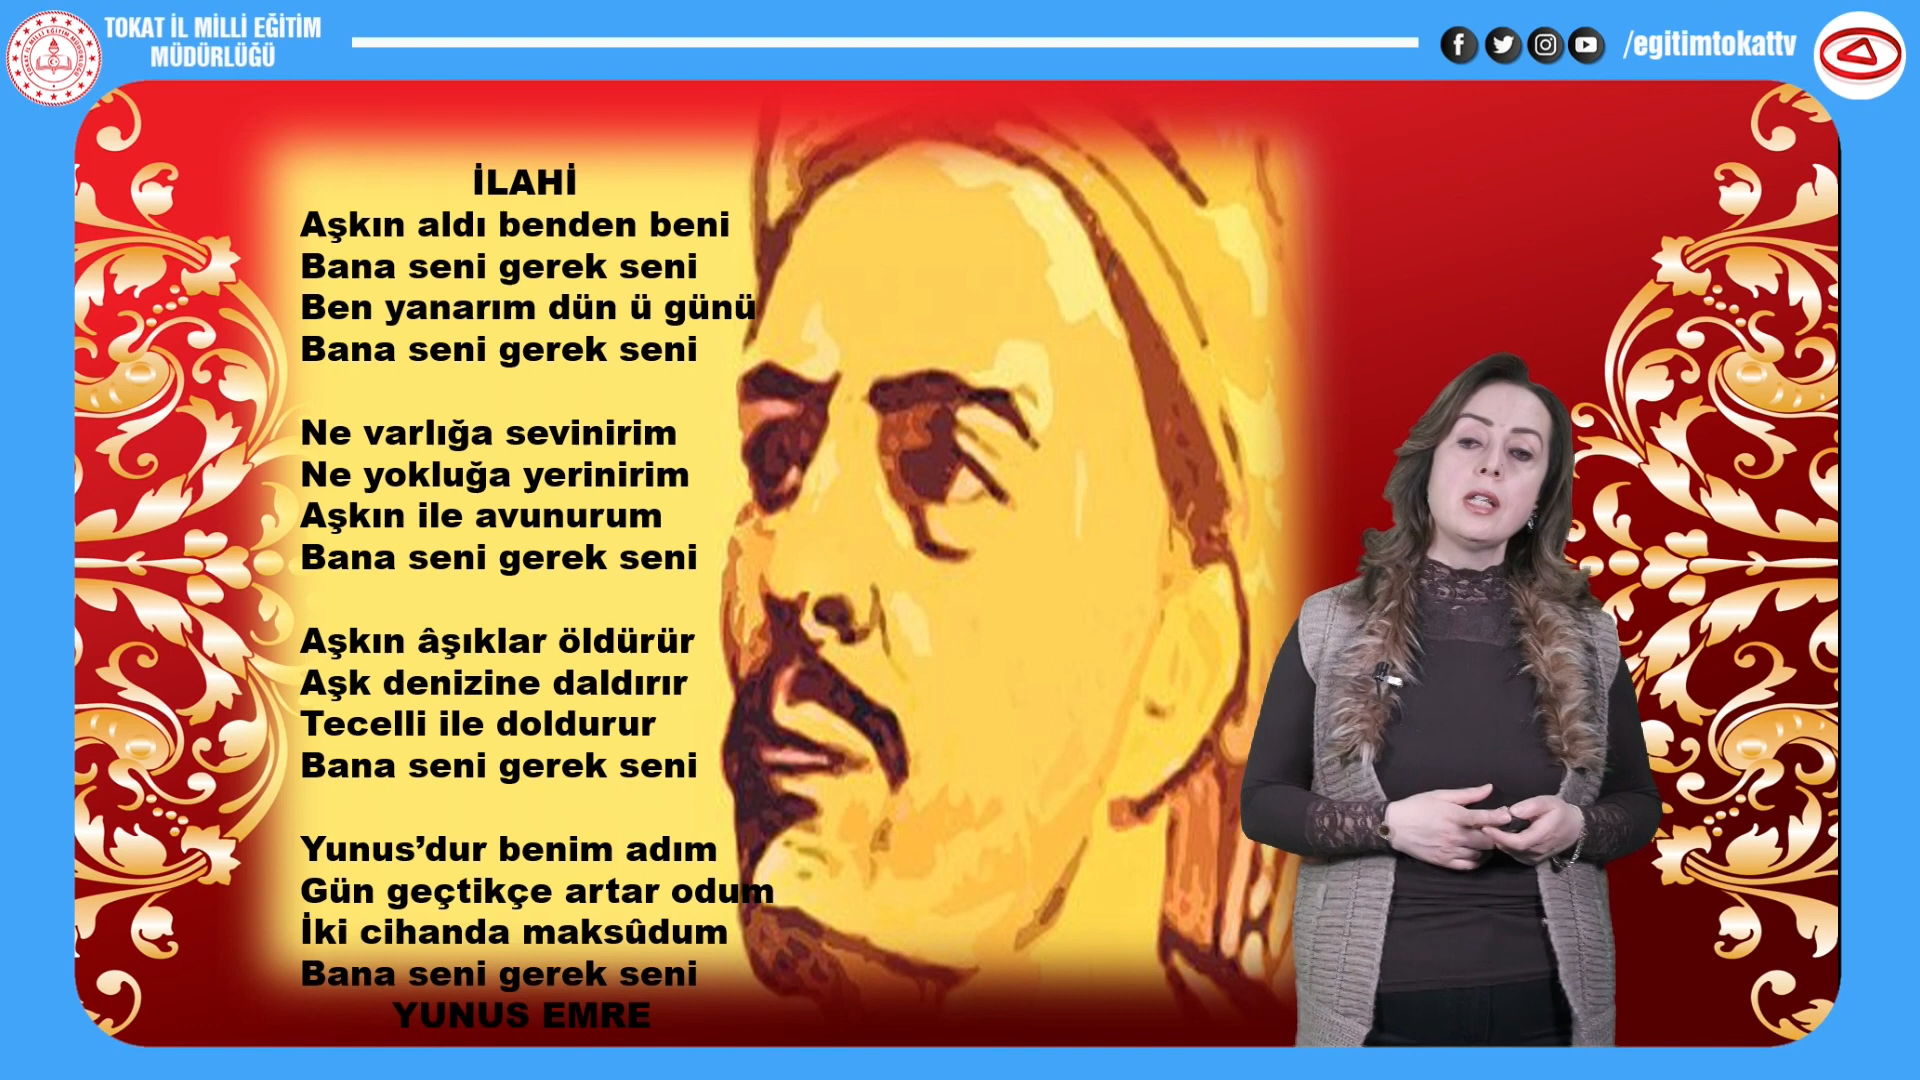 TOKAT İL MİLLİ EĞİTİM
MÜDÜRLÜĞÜ
/egitimtokattv
İLAHİ
Aşkın aldı benden beni
Bana seni gerek seni
Ben yanarım dün ü günü
Bana seni gerek seni
Ne varlığa sevinirim
Ne yokluğa yerinirim
Aşkın ile avunurum
Bana seni gerek seni
Aşkın âşıklar öldürür
Aşk denizine daldırır
Tecelli ile doldurur
Bana seni gerek seni
Yunus’dur benim adım
Gün geçtikçe artar odum
İki cihanda maksûdum
Bana seni gerek seni
YUNUS EMRE